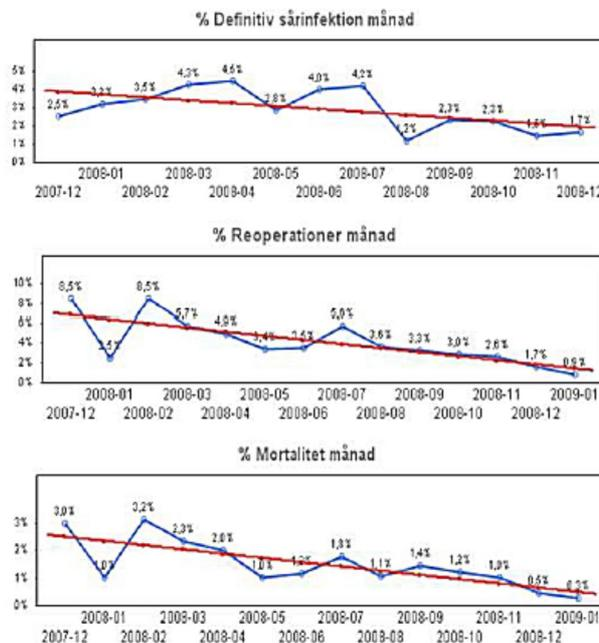 % Definitiv sårinfektion månad
2,5% 3,2% 3,5% 4,3% 4,0% 4,2% 1,2% 2,3% 2,3% 1,7%
5%
4%
3%
2%
1%
0%
2008-01 2008-03 2008-05 2008-07 2008-09 2008-11
2007-12 2008-02 2008-04 2008-06 2008-08 2008-10 2008-12
% Reoperationer månad
8,5% 2,5% 8,5% 5,7% 4,9% 3,4% 3,5% 3,6% 3,3% 3,0% 2,6% 1,7% 0,9%
10%
8%
6%
4%
2%
0%
2008-01 2008-03 2008-05 2008-07 2008-09 2008-11 2009-01
2007-12 2008-02 2008-04 2008-06 2008-08 2008-10 2008-12
% Mortalitet månad
3,0% 1,0% 3,2% 2,3% 2,0% 1,0% 1,2% 1,8% 1,1% 1,4% 1,2% 1,0% 0,3%
3%
2%
1%
0%
2008-01 2008-03 2008-05 2008-07 2008-09 2008-11 2009-01
2007-12 2008-02 2008-04 2008-06 2008-08 2008-10 2008-12